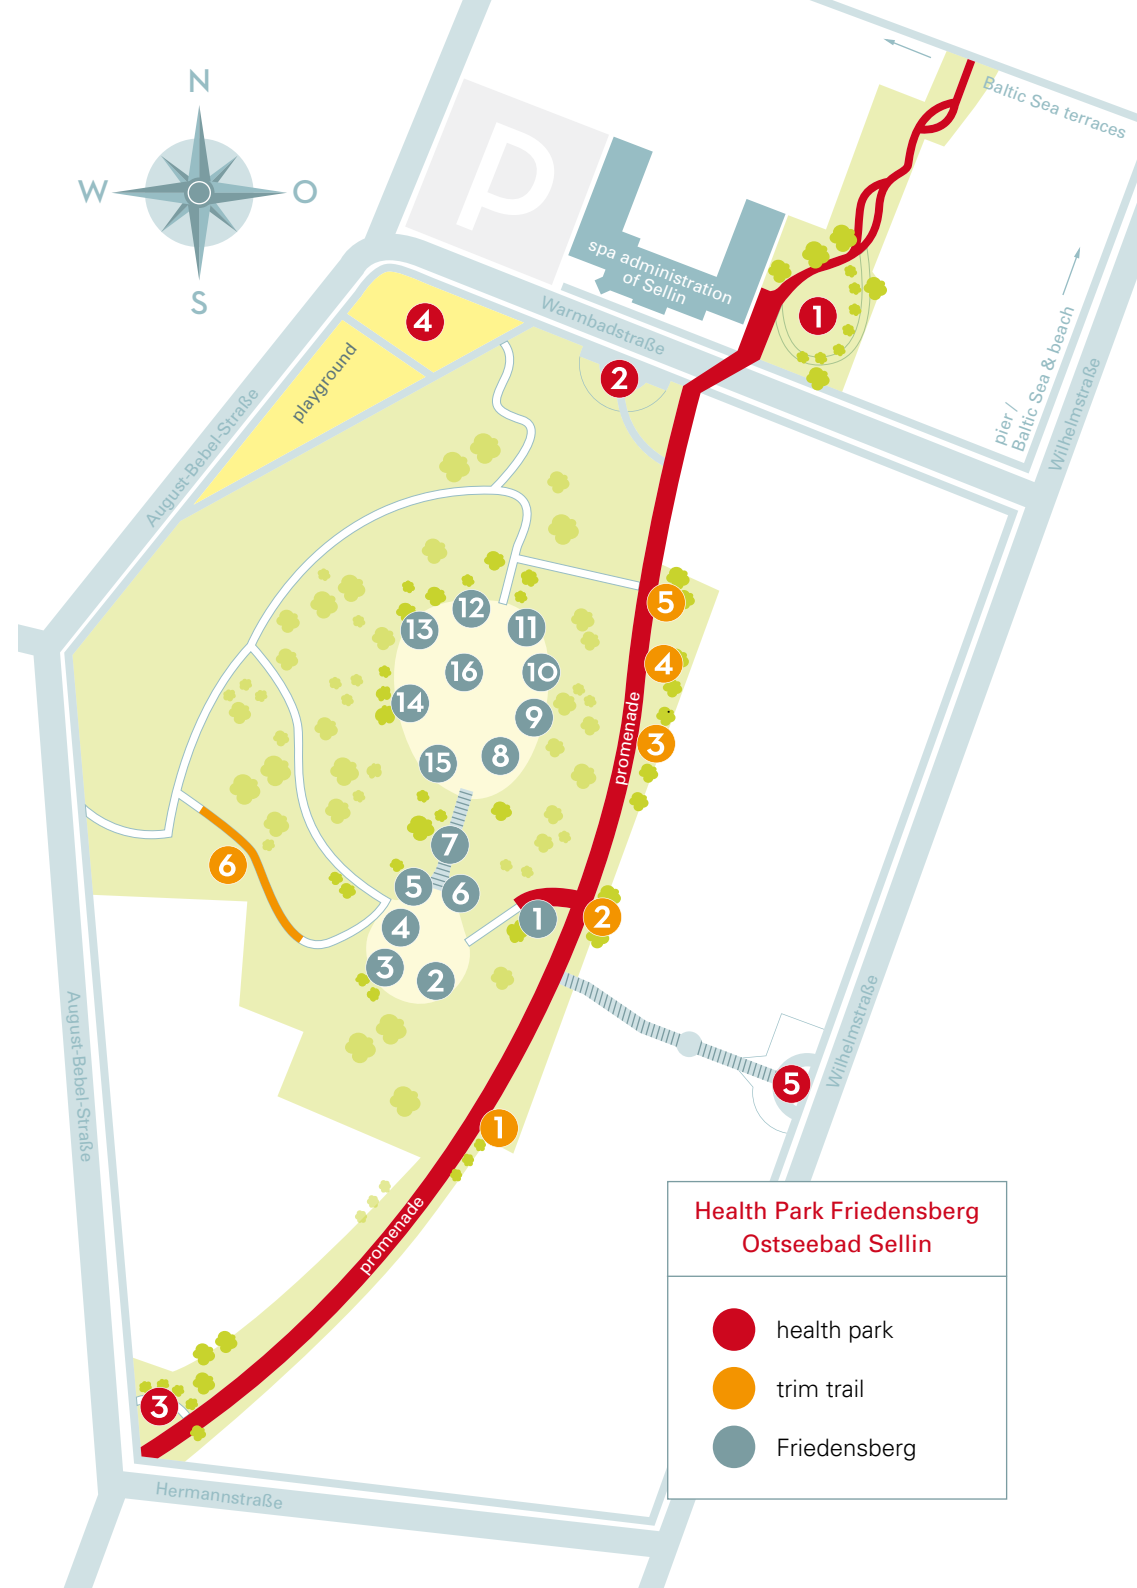 N
W
O
S
P
Baltic Sea terraces
spa administration
of Sellin
Warmbadstraße
1
2
4
playground
August-Bebel-Straße
pier /
Baltic Sea & beach
Wilhelmstraße
5
4
3
promenade
12
13
11
16
10
14
9
8
15
7
6
5
6
4
1
2
3
2
August-Bebel-Straße
Wilhelmstraße
5
1
promenade
3
Hermannstraße
Health Park Friedensberg
Ostseebad Sellin
health park
trim trail
Friedensberg